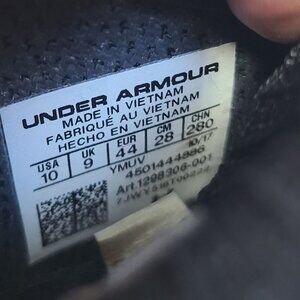 UNDER ARMOUR
MADE IN VIETNAM
FABRIQUÉ AU VIETNAM
HECHO EN VIETNAM
USA UK EUR CM CHN
10 9 44 28 280
YMUV 10/17
4501444886
Art.1298306-001